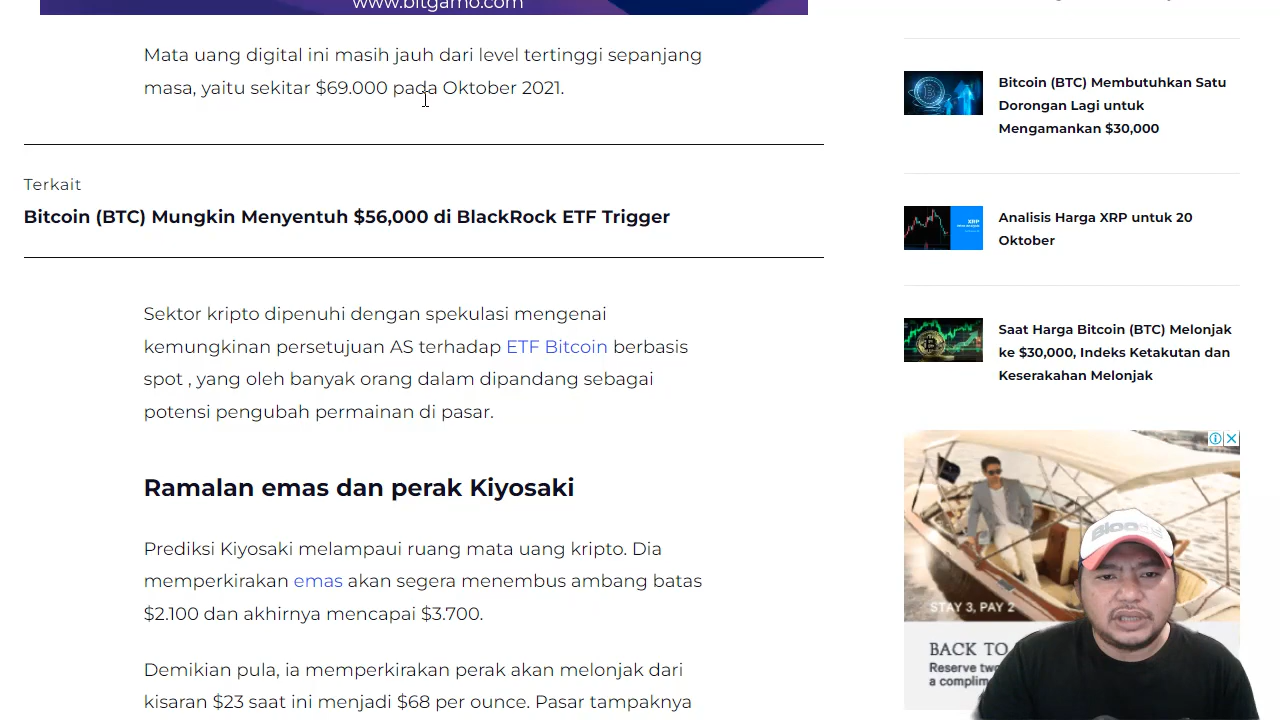 www.bitgamo.com
Mata uang digital ini masih jauh dari level tertinggi sepanjang
masa, yaitu sekitar $69.000 pada Oktober 2021.
Terkait
Bitcoin (BTC) Mungkin Menyentuh $56,000 di BlackRock ETF Trigger
Sektor kripto dipenuhi dengan spekulasi mengenai
kemungkinan persetujuan AS terhadap ETF Bitcoin berbasis
spot , yang oleh banyak orang dalam dipandang sebagai
potensi pengubah permainan di pasar.
Ramalan emas dan perak Kiyosaki
Prediksi Kiyosaki melampaui ruang mata uang kripto. Dia
memperkirakan emas akan segera menembus ambang batas
$2.100 dan akhirnya mencapai $3.700.
Demikian pula, ia memperkirakan perak akan melonjak dari
kisaran $23 saat ini menjadi $68 per ounce. Pasar tampaknya
Bitcoin (BTC) Membutuhkan Satu
Dorongan Lagi untuk
Mengamankan $30,000
XRP
Analisis Harga XRP untuk 20
Oktober
Saat Harga Bitcoin (BTC) Melonjak
ke $30,000, Indeks Ketakutan dan
Keserakahan Melonjak
STAY 3, PAY 2
BACK TO
Reserve
a